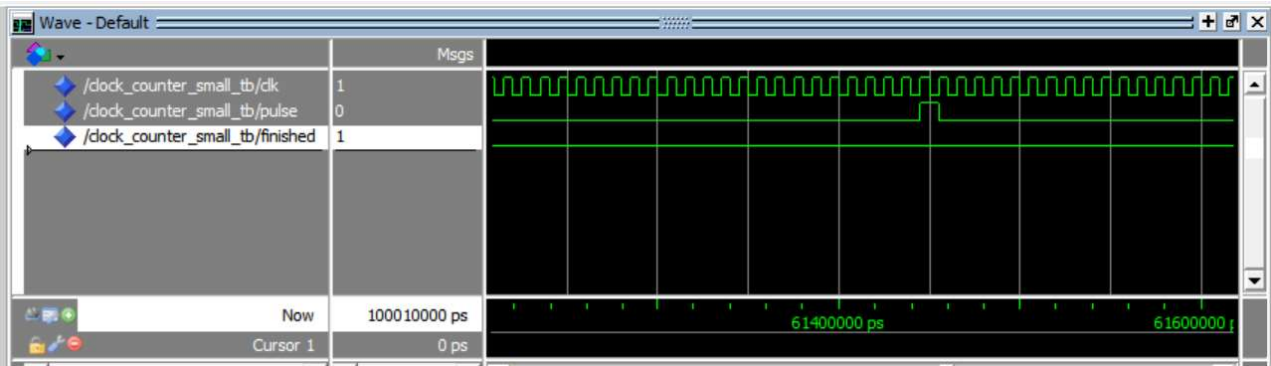 Wave - Default
Msgs
/clock_counter_small_tb/clk 1
/clock_counter_small_tb/pulse 0
/clock_counter_small_tb/finished 1
Now 100010000 ps
61400000 ps 61600000 p
Cursor 1 0 ps